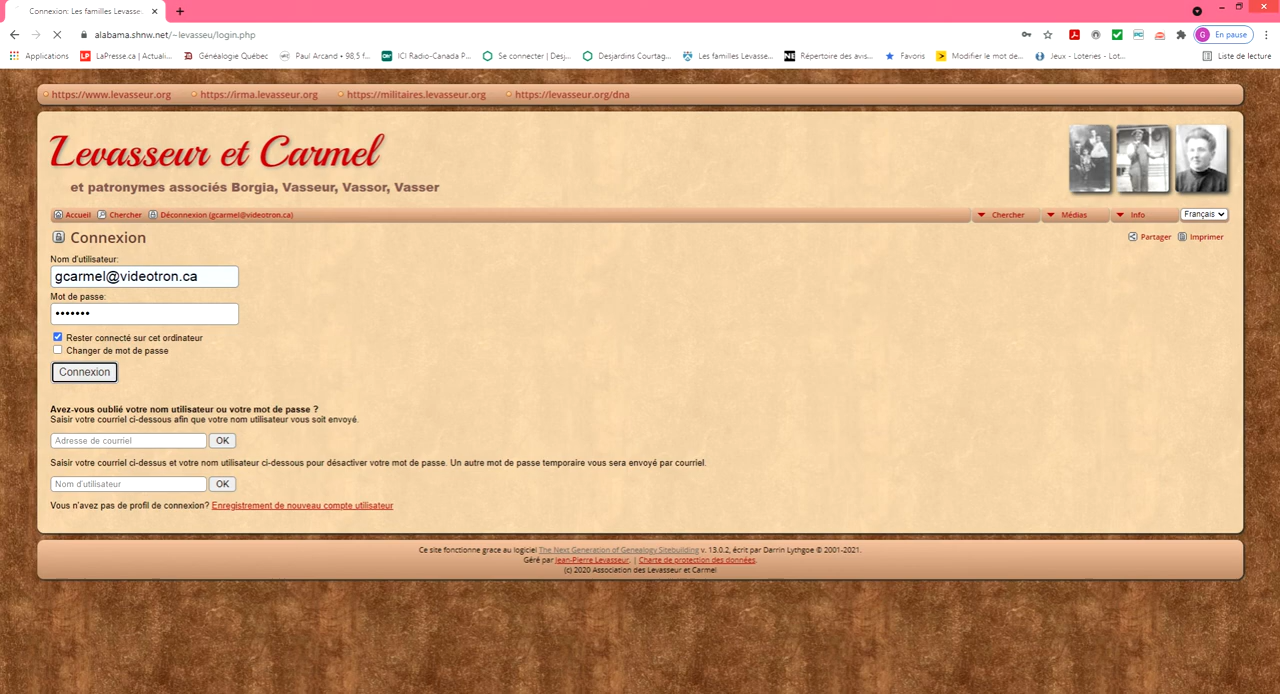 Connexion: Les familles Levasse
alabama.shnw.net/~levasseu/login.php
G En pause
Applications LaPresse.ca | Actuali... Généalogie Québec Paul Arcand • 98,5 f... ICI Radio-Canada P... Se connecter | Desj... Desjardins Courtag... Les familles Levasse... Répertoire des avis... Favoris Modifier le mot de... Jeux - Loteries - Lot... Liste de lecture
https://www.levasseur.org https://irma.levasseur.org https://militaires.levasseur.org https://levasseur.org/dna
Levasseur et Carmel
et patronymes associés Borgia, Vasseur, Vassor, Vasser
Accueil Chercher Déconnexion (gcarmel@videotron.ca) Chercher Médias Info Français
Connexion Partager Imprimer
Nom d'utilisateur:
gcarmel@videotron.ca
Mot de passe:
•••••••
Rester connecté sur cet ordinateur
Changer de mot de passe
Connexion
Avez-vous oublié votre nom utilisateur ou votre mot de passe ?
Saisir votre courriel ci-dessous afin que votre nom utilisateur vous soit envoyé.
Adresse de courriel OK
Saisir votre courriel ci-dessus et votre nom utilisateur ci-dessous pour désactiver votre mot de passe. Un autre mot de passe temporaire vous sera envoyé par courriel.
Nom d'utilisateur OK
Vous n'avez pas de profil de connexion? Enregistrement de nouveau compte utilisateur
Ce site fonctionne grace au logiciel The Next Generation of Genealogy Sitebuilding v. 13.0.2, écrit par Darrin Lythgoe © 2001-2021.
Géré par Jean-Pierre Levasseur. | Charte de protection des données.
(c) 2020 Association des Levasseur et Carmel